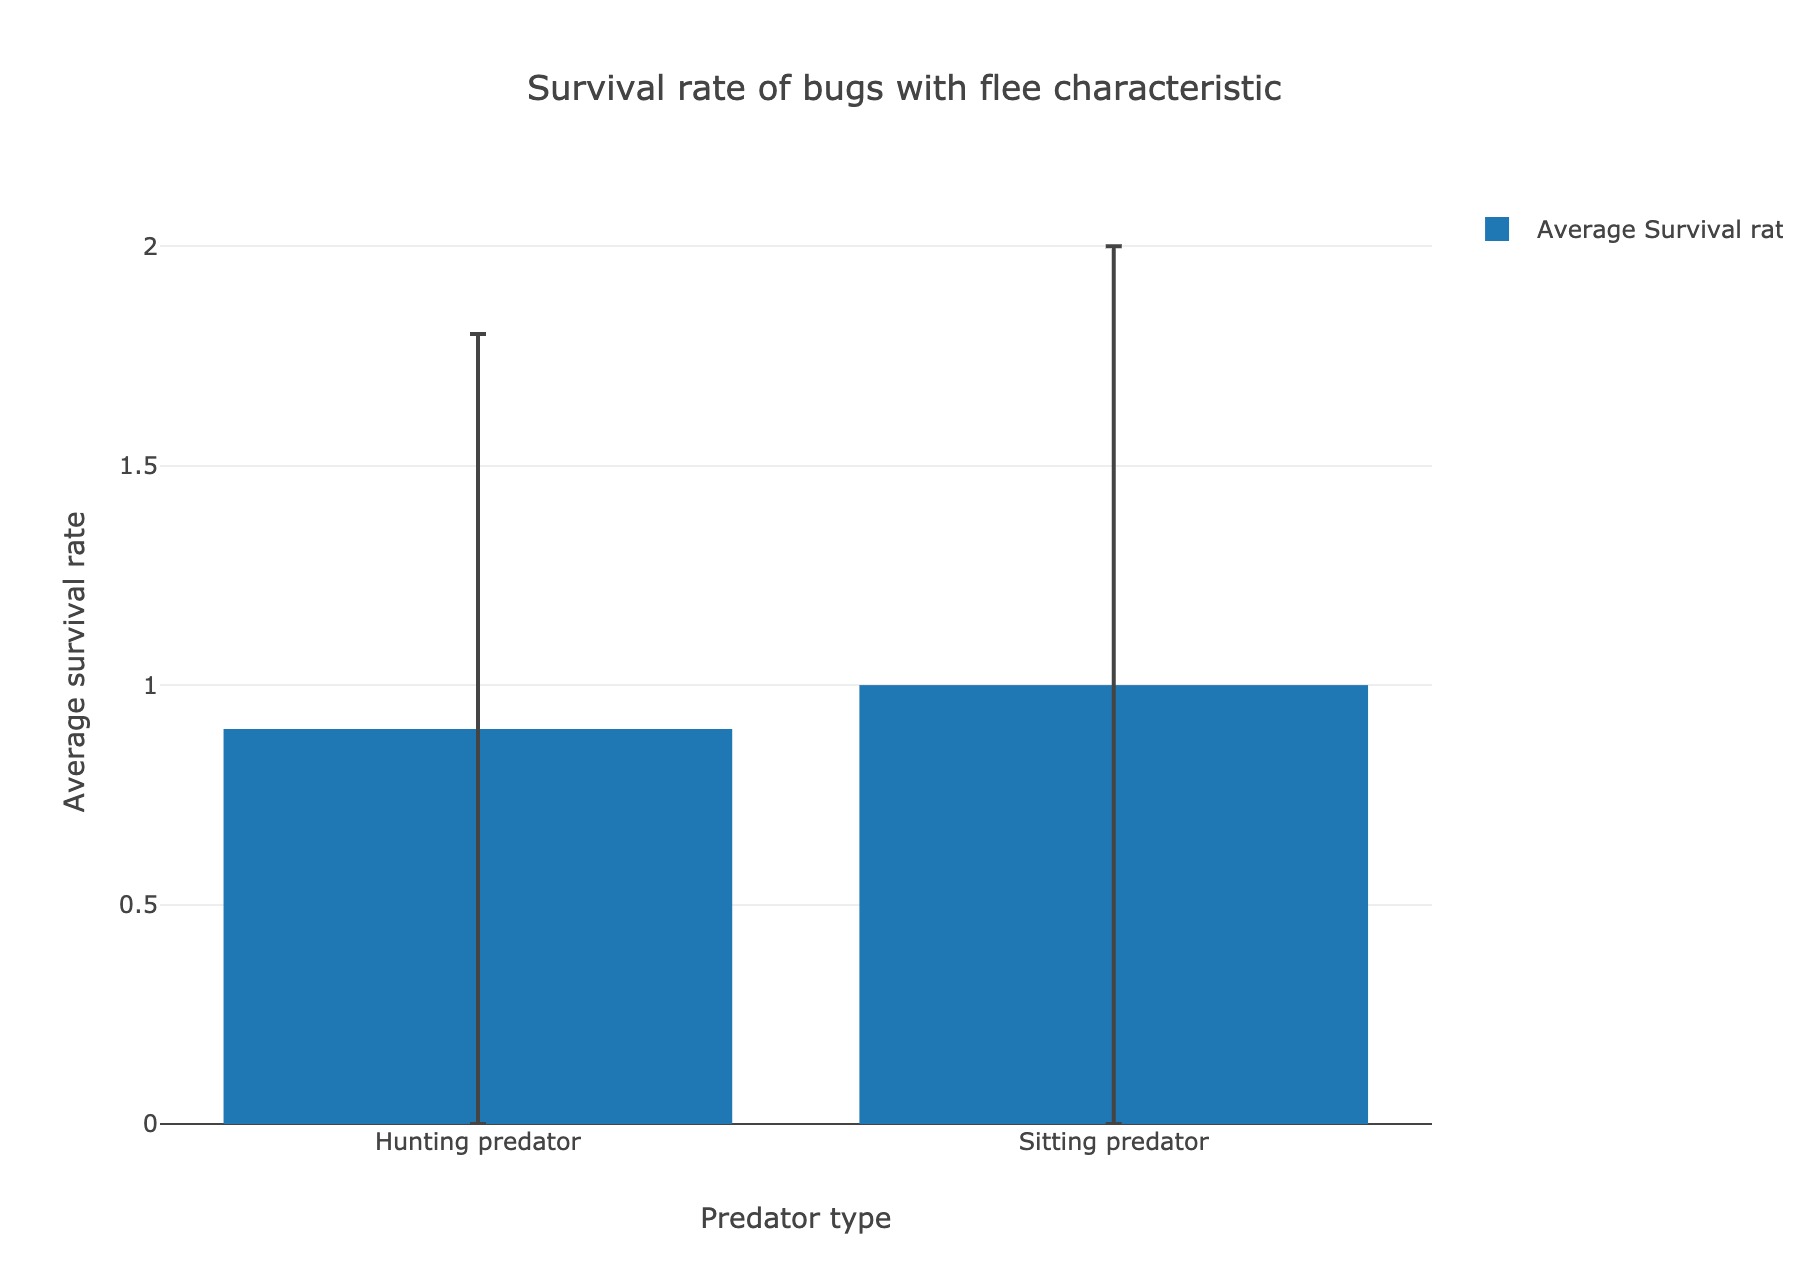 Survival rate of bugs with flee characteristic
Average Survival rat
2
1.5
1
0.5
0
Average survival rate
Hunting predator
Sitting predator
Predator type